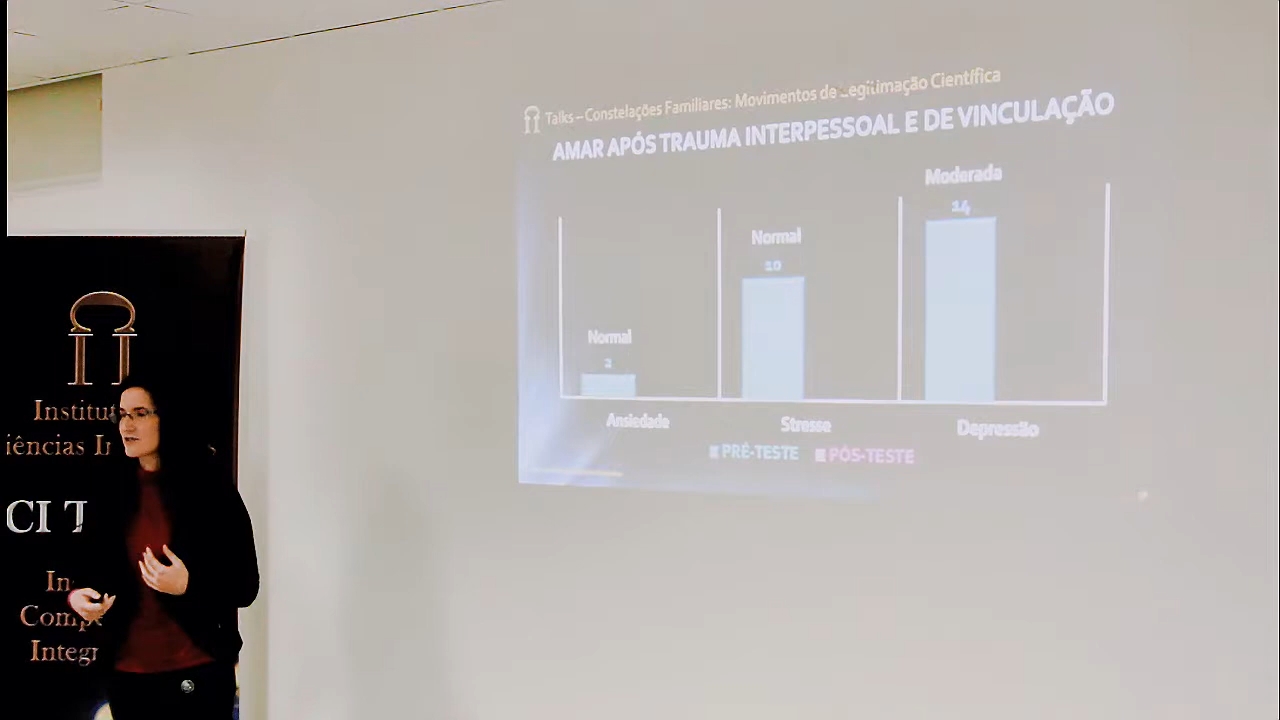 Talks – Constelações Familiares: Movimentos de Legitimação Científica
AMAR APÓS TRAUMA INTERPESSOAL E DE VINCULAÇÃO
Moderada
14
Normal
10
Normal
2
Ansiedade
Stresse
Depressão
PRÉ-TESTE
PÓS-TESTE
Institut
iências I
CI T
In
Comp
Integr